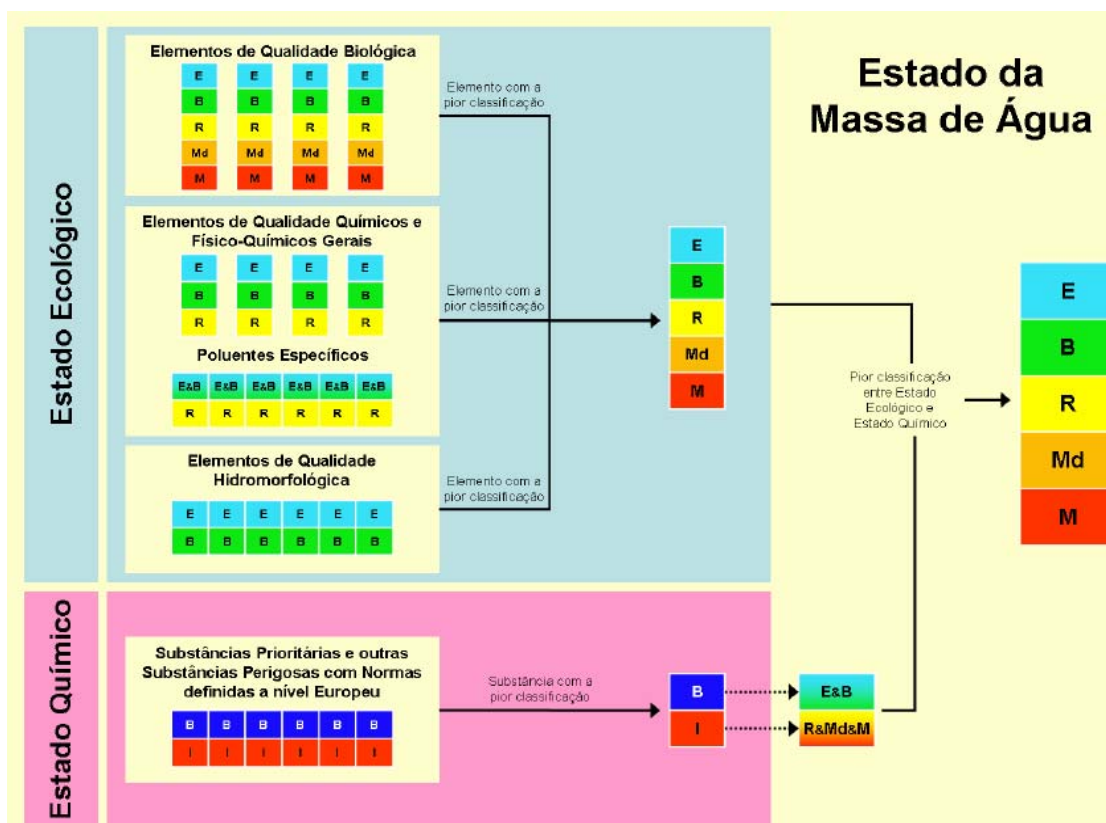 Estado da
Massa de Água
Estado Ecológico
Elementos de Qualidade Biológica
E E E E
B B B B
R R R R
Md Md Md Md
M M M M
Elemento com a
pior classificação
Elementos de Qualidade Químicos e
Físico-Químicos Gerais
E E E E
B B B B
R R R R
Poluentes Específicos
E&B E&B E&B E&B E&B E&B
R R R R R R
Elemento com a
pior classificação
Elementos de Qualidade
Hidromorfológica
E E E E E E
B B B B B B
Elemento com a
pior classificação
E
B
R
Md
M
Estado Químico
Substâncias Prioritárias e outras
Substâncias Perigosas com Normas
definidas a nível Europeu
B B B B B B
I I I I I I
Substância com a
pior classificação
B
I
E&B
R&Md&M
Pior classificação
entre Estado
Ecológico e
Estado Químico
E
B
R
Md
M